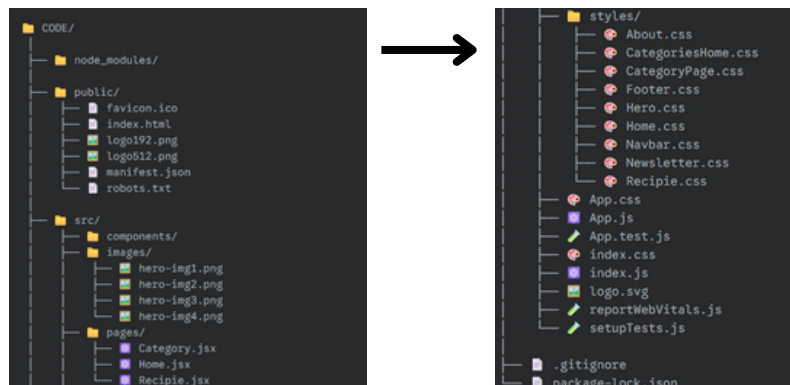 CODE/
node_modules/
public/
favicon.ico
index.html
logo192.png
logo512.png
manifest.json
robots.txt
src/
components/
images/
hero-img1.png
hero-img2.png
hero-img3.png
hero-img4.png
pages/
Category.jsx
Home.jsx
Recipie.jsx
styles/
About.css
CategoriesHome.css
CategoryPage.css
Footer.css
Hero.css
Home.css
Navbar.css
Newsletter.css
Recipie.css
App.css
App.js
App.test.js
index.css
index.js
logo.svg
reportWebVitals.js
setupTests.js
.gitignore
package-lock.json